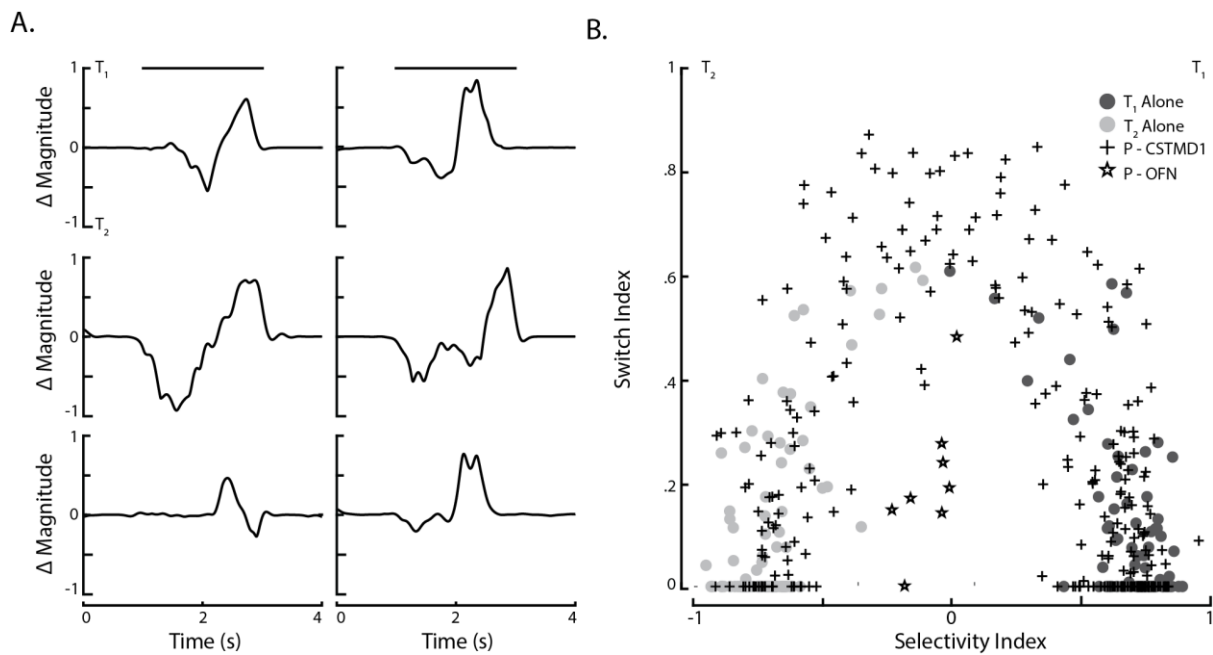 A.
1
T1
0
-1
T2
Δ Magnitude
1
0
-1
Δ Magnitude
1
0
-1
Δ Magnitude
0
2
4
Time (s)
0
2
4
Time (s)
B.
T2
T1
1
.8
.6
.4
.2
0
Switch Index
T1 Alone
T2 Alone
P - CSTMD1
P - OFN
-1
0
1
Selectivity Index